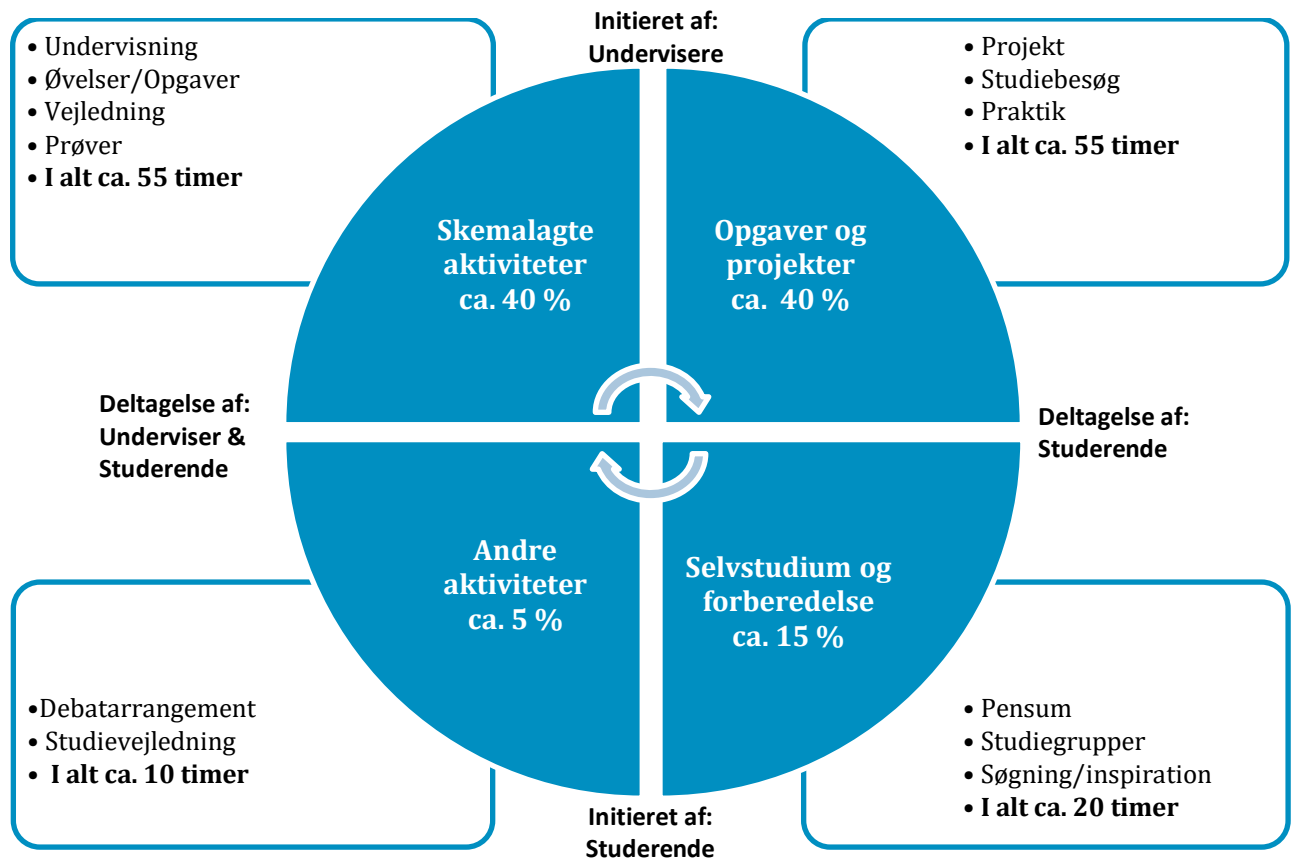 Initieret af:
Undervisere
• Undervisning
• Øvelser/Opgaver
• Vejledning
• Prøver
• I alt ca. 55 timer
• Projekt
• Studiebesøg
• Praktik
• I alt ca. 55 timer
Skemalagte
aktiviteter
ca. 40 %
Opgaver og
projekter
ca. 40 %
Deltagelse af:
Underviser &
Studerende
Deltagelse af:
Studerende
Andre
aktiviteter
ca. 5 %
Selvstudium og
forberedelse
ca. 15 %
•Debatarrangement
• Studievejledning
• I alt ca. 10 timer
• Pensum
• Studiegrupper
• Søgning/inspiration
• I alt ca. 20 timer
Initieret af:
Studerende